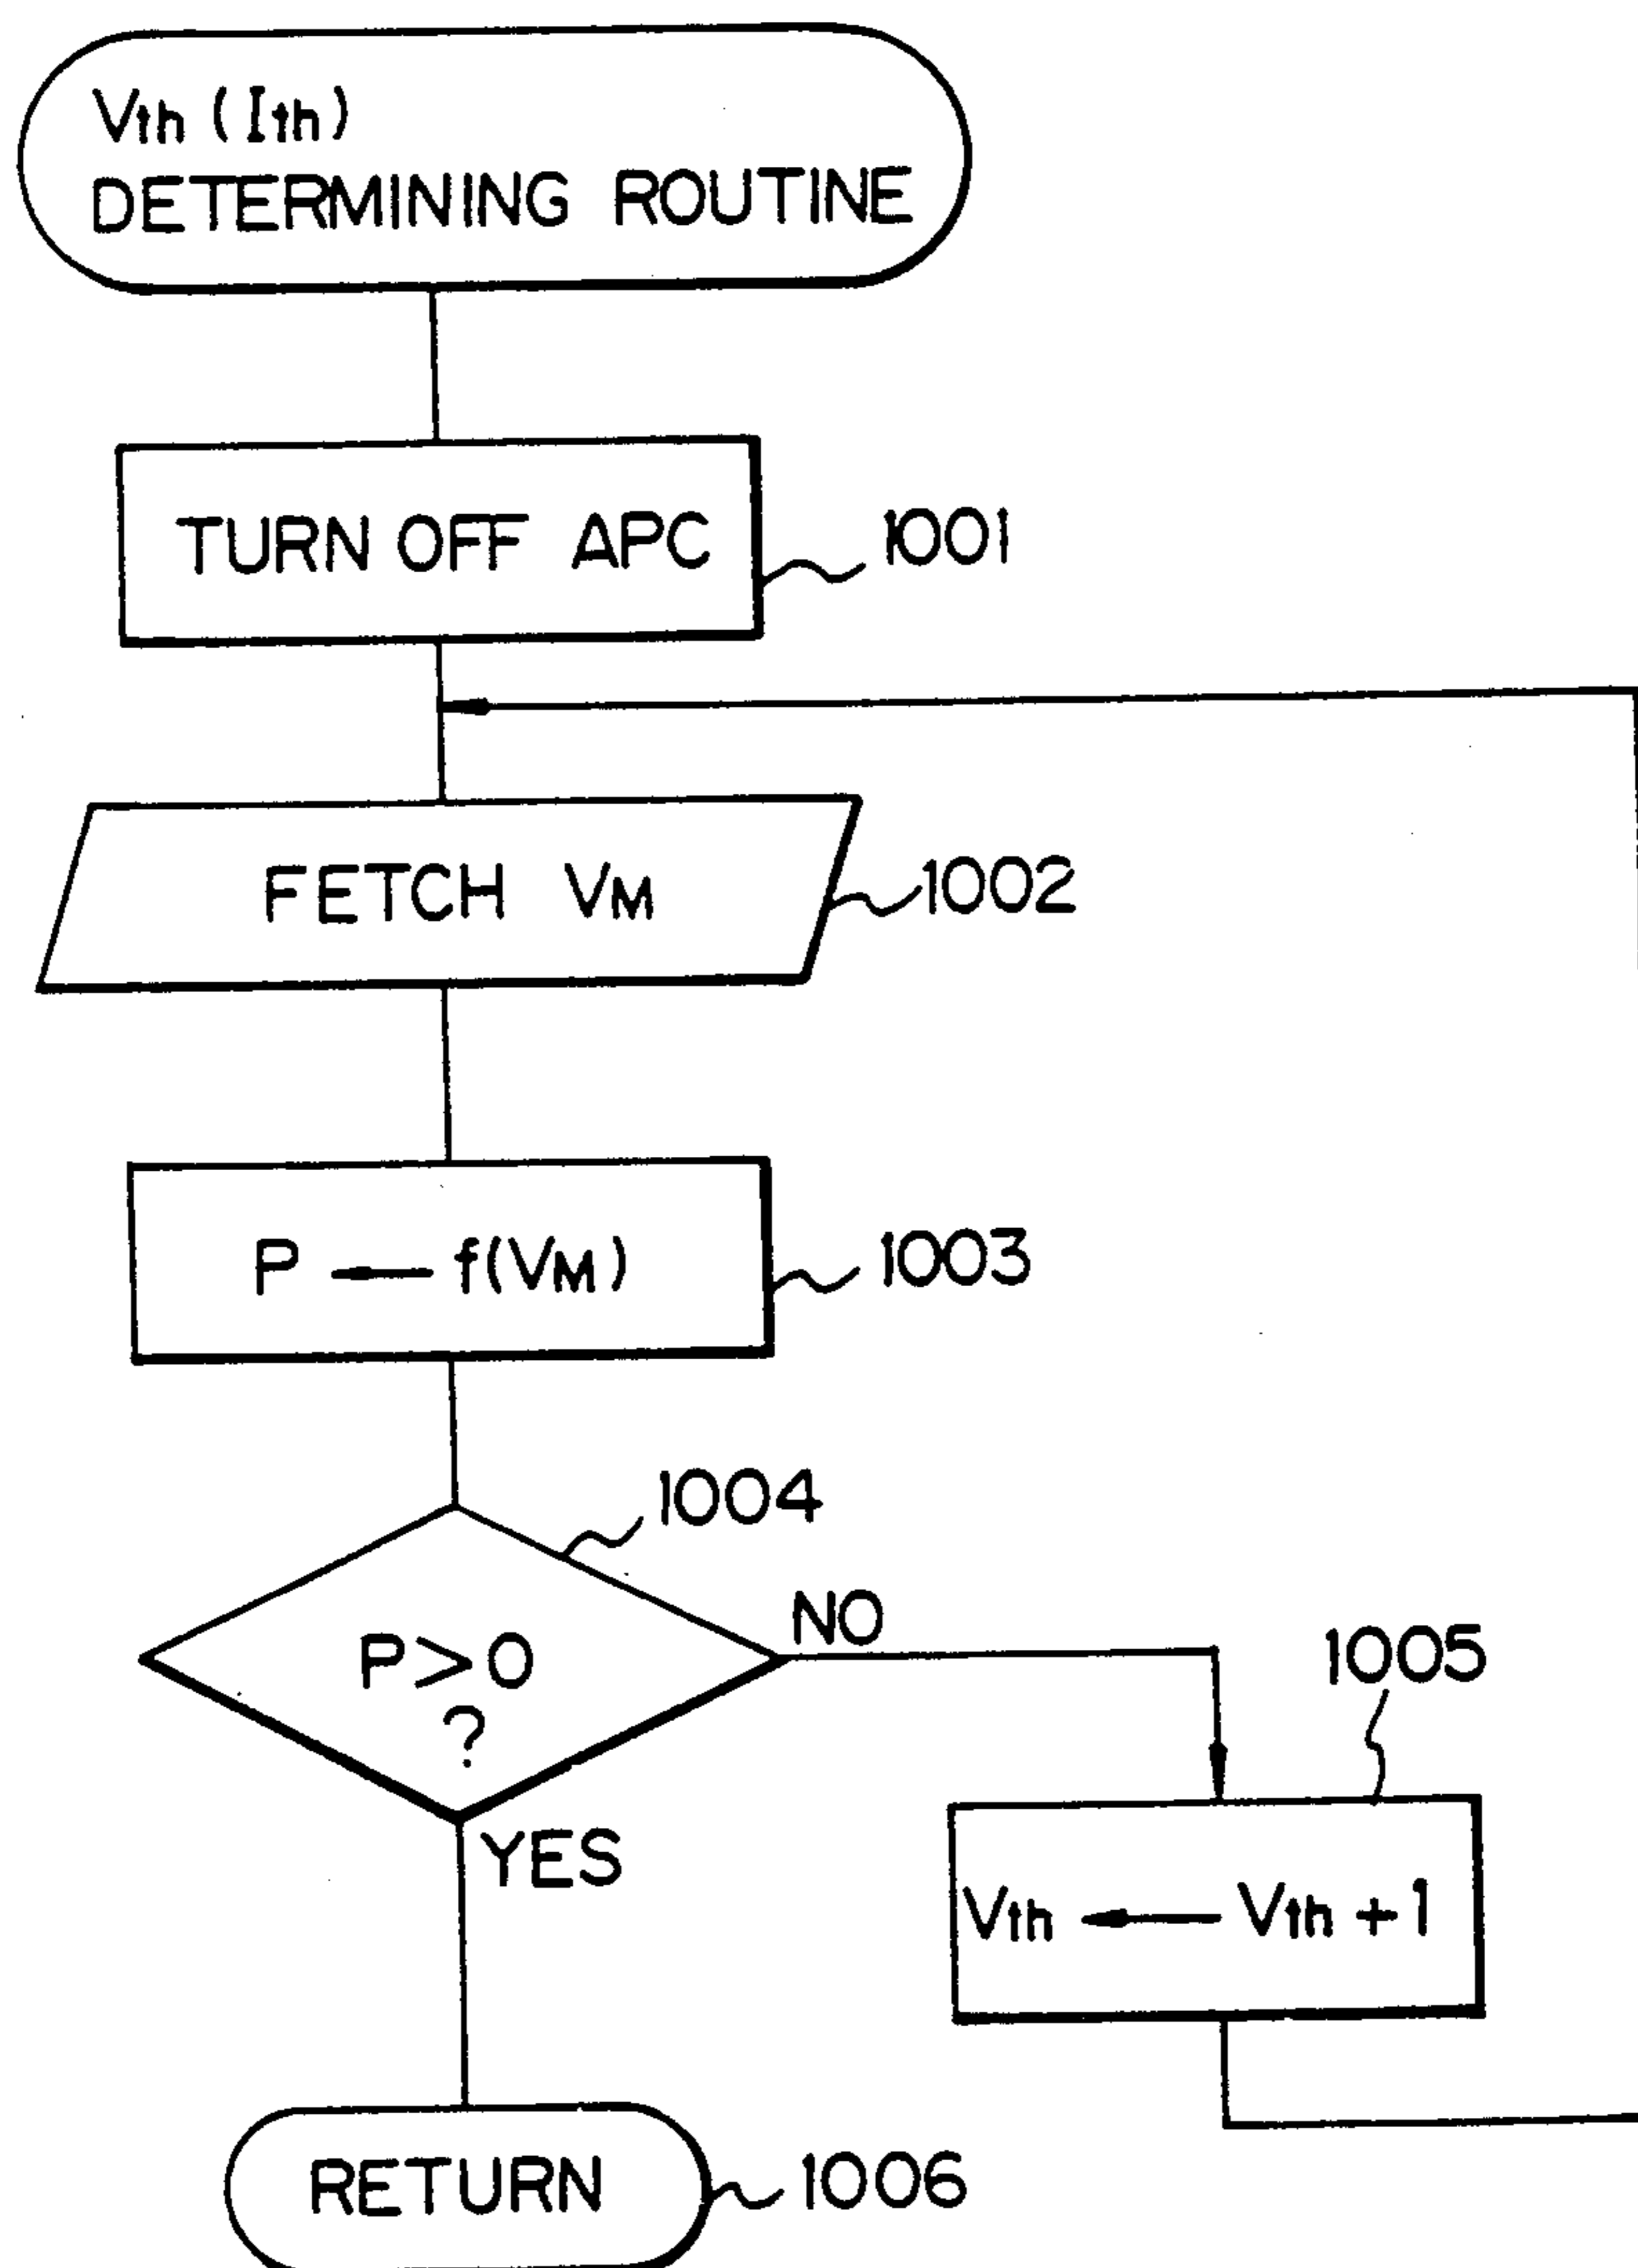 Vth (Ith)
DETERMINING ROUTINE
TURN OFF APC
1001
FETCH VM
1002
P ← f(VM)
1003
1004
P>0
?
NO
YES
1005
Vth ← Vth +1
RETURN
1006